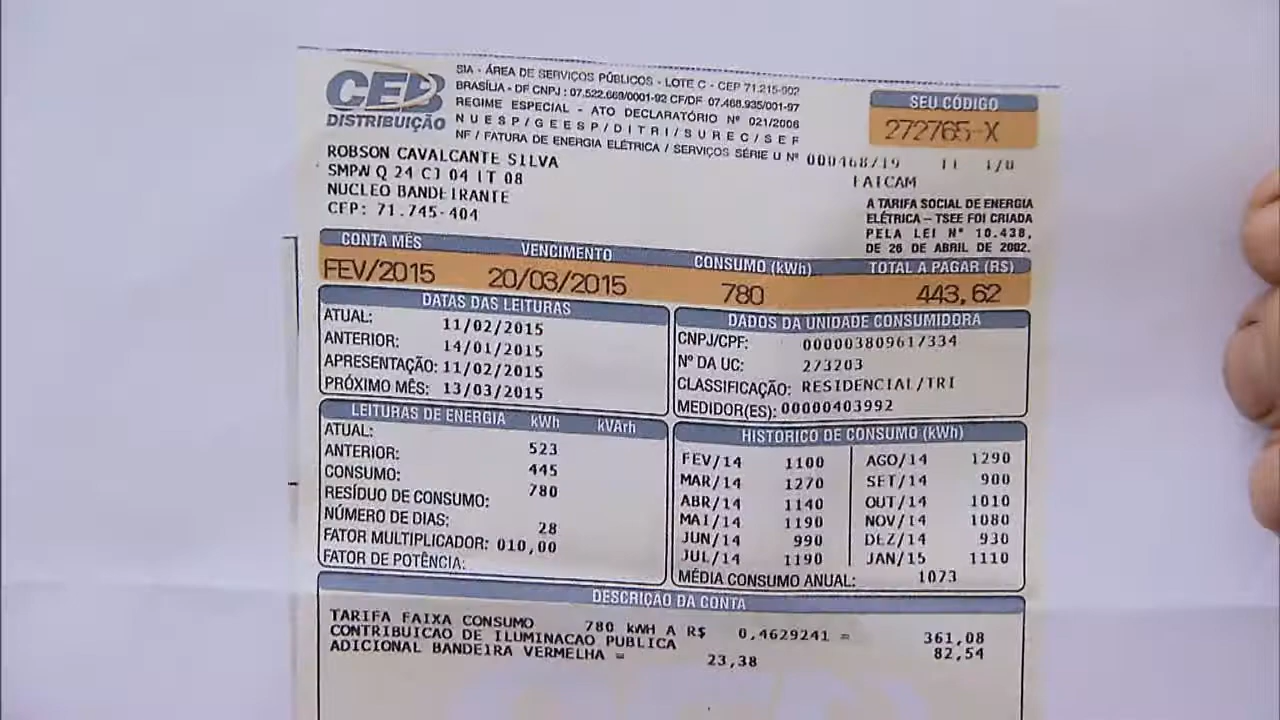 CEB
DISTRIBUIÇÃO
SIA - ÁREA DE SERVIÇOS PÚBLICOS - LOTE C - CEP 71.215-902
BRASÍLIA - DF CNPJ : 07.522.669/0001-92 CF/DF 07.468.935/001-97
REGIME ESPECIAL - ATO DECLARATÓRIO Nº 021/2006
NUESP/GEESP/DITRI/SUREC/SEF
NF / FATURA DE ENERGIA ELÉTRICA / SERVIÇOS SÉRIE U Nº 000468719
SEU CÓDIGO
272765-X
ROBSON CAVALCANTE SILVA
SMPW Q 24 CJ 04 LT 08
NUCLEO BANDEIRANTE
CEP: 71.745-404
FAICAM
A TARIFA SOCIAL DE ENERGIA
ELÉTRICA – TSEE FOI CRIADA
PELA LEI Nº 10.438,
DE 26 DE ABRIL DE 2002.
CONTA MÊS VENCIMENTO CONSUMO (kWh) TOTAL A PAGAR (R$)
FEV/2015 20/03/2015 780 443,62
DATAS DAS LEITURAS
ATUAL: 11/02/2015
ANTERIOR: 14/01/2015
APRESENTAÇÃO: 11/02/2015
PRÓXIMO MÊS: 13/03/2015
DADOS DA UNIDADE CONSUMIDORA
CNPJ/CPF: 000003809617334
Nº DA UC: 273203
CLASSIFICAÇÃO: RESIDENCIAL/TRI
MEDIDOR(ES): 00000403992
LEITURAS DE ENERGIA kWh kVArh
ATUAL: 523
ANTERIOR: 445
CONSUMO: 780
RESÍDUO DE CONSUMO:
NÚMERO DE DIAS: 28
FATOR MULTIPLICADOR: 010,00
FATOR DE POTÊNCIA:
HISTÓRICO DE CONSUMO (kWh)
FEV/14 1100 AGO/14 1290
MAR/14 1270 SET/14 900
ABR/14 1140 OUT/14 1010
MAI/14 1190 NOV/14 1080
JUN/14 990 DEZ/14 930
JUL/14 1190 JAN/15 1110
MÉDIA CONSUMO ANUAL: 1073
DESCRIÇÃO DA CONTA
TARIFA FAIXA CONSUMO 780 kWH A R$ 0,4629241 = 361,08
CONTRIBUICAO DE ILUMINACAO PUBLICA 82,54
ADICIONAL BANDEIRA VERMELHA = 23,38